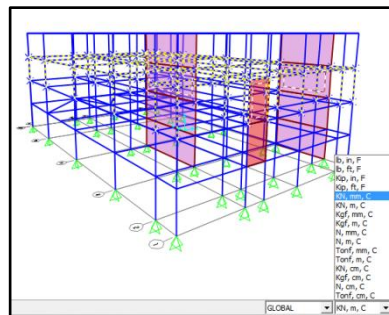 lb, in, F
lb, ft, F
Kip, in, F
Kip, ft, F
KN, mm, C
KN, m, C
Kgf, mm, C
Kgf, m, C
N, mm, C
N, m, C
Tonf, mm, C
Tonf, m, C
KN, cm, C
Kgf, cm, C
N, cm, C
Tonf, cm, C
GLOBAL
KN, m, C